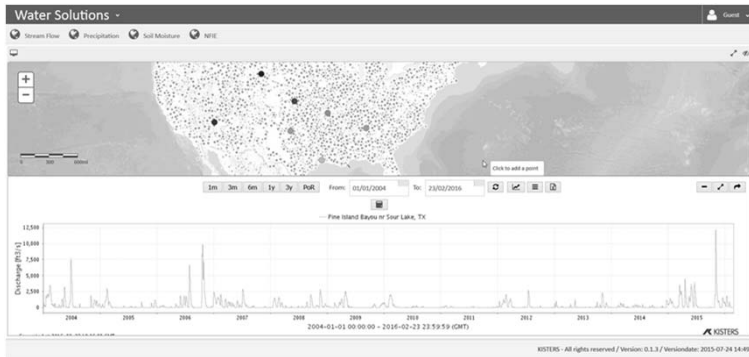 Water Solutions
Guest
Stream Flow Precipitation Soil Moisture NFIE
+
−
Click to add a point
1m 3m 6m 1y 3y PoR From: 01/01/2004 To: 23/02/2016
Pine Island Bayou nr Sour Lake, TX
Discharge [ft3/s]
12,500
10,000
7,500
5,000
2,500
0
2004 2005 2006 2007 2008 2009 2010 2011 2012 2013 2014 2015
2004-01-01 00:00:00 - 2016-02-23 23:59:59 (GMT)
KISTERS
KISTERS - All rights reserved / Version: 0.1.3 / Versiondate: 2015-07-24 14:49